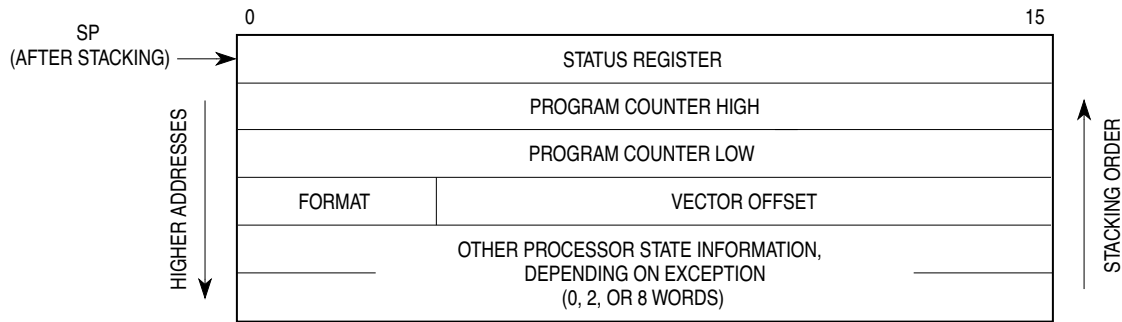 0 15
SP
(AFTER STACKING)
STATUS REGISTER
PROGRAM COUNTER HIGH
PROGRAM COUNTER LOW
FORMAT VECTOR OFFSET
OTHER PROCESSOR STATE INFORMATION,
DEPENDING ON EXCEPTION
(0, 2, OR 8 WORDS)
HIGHER ADDRESSES
STACKING ORDER